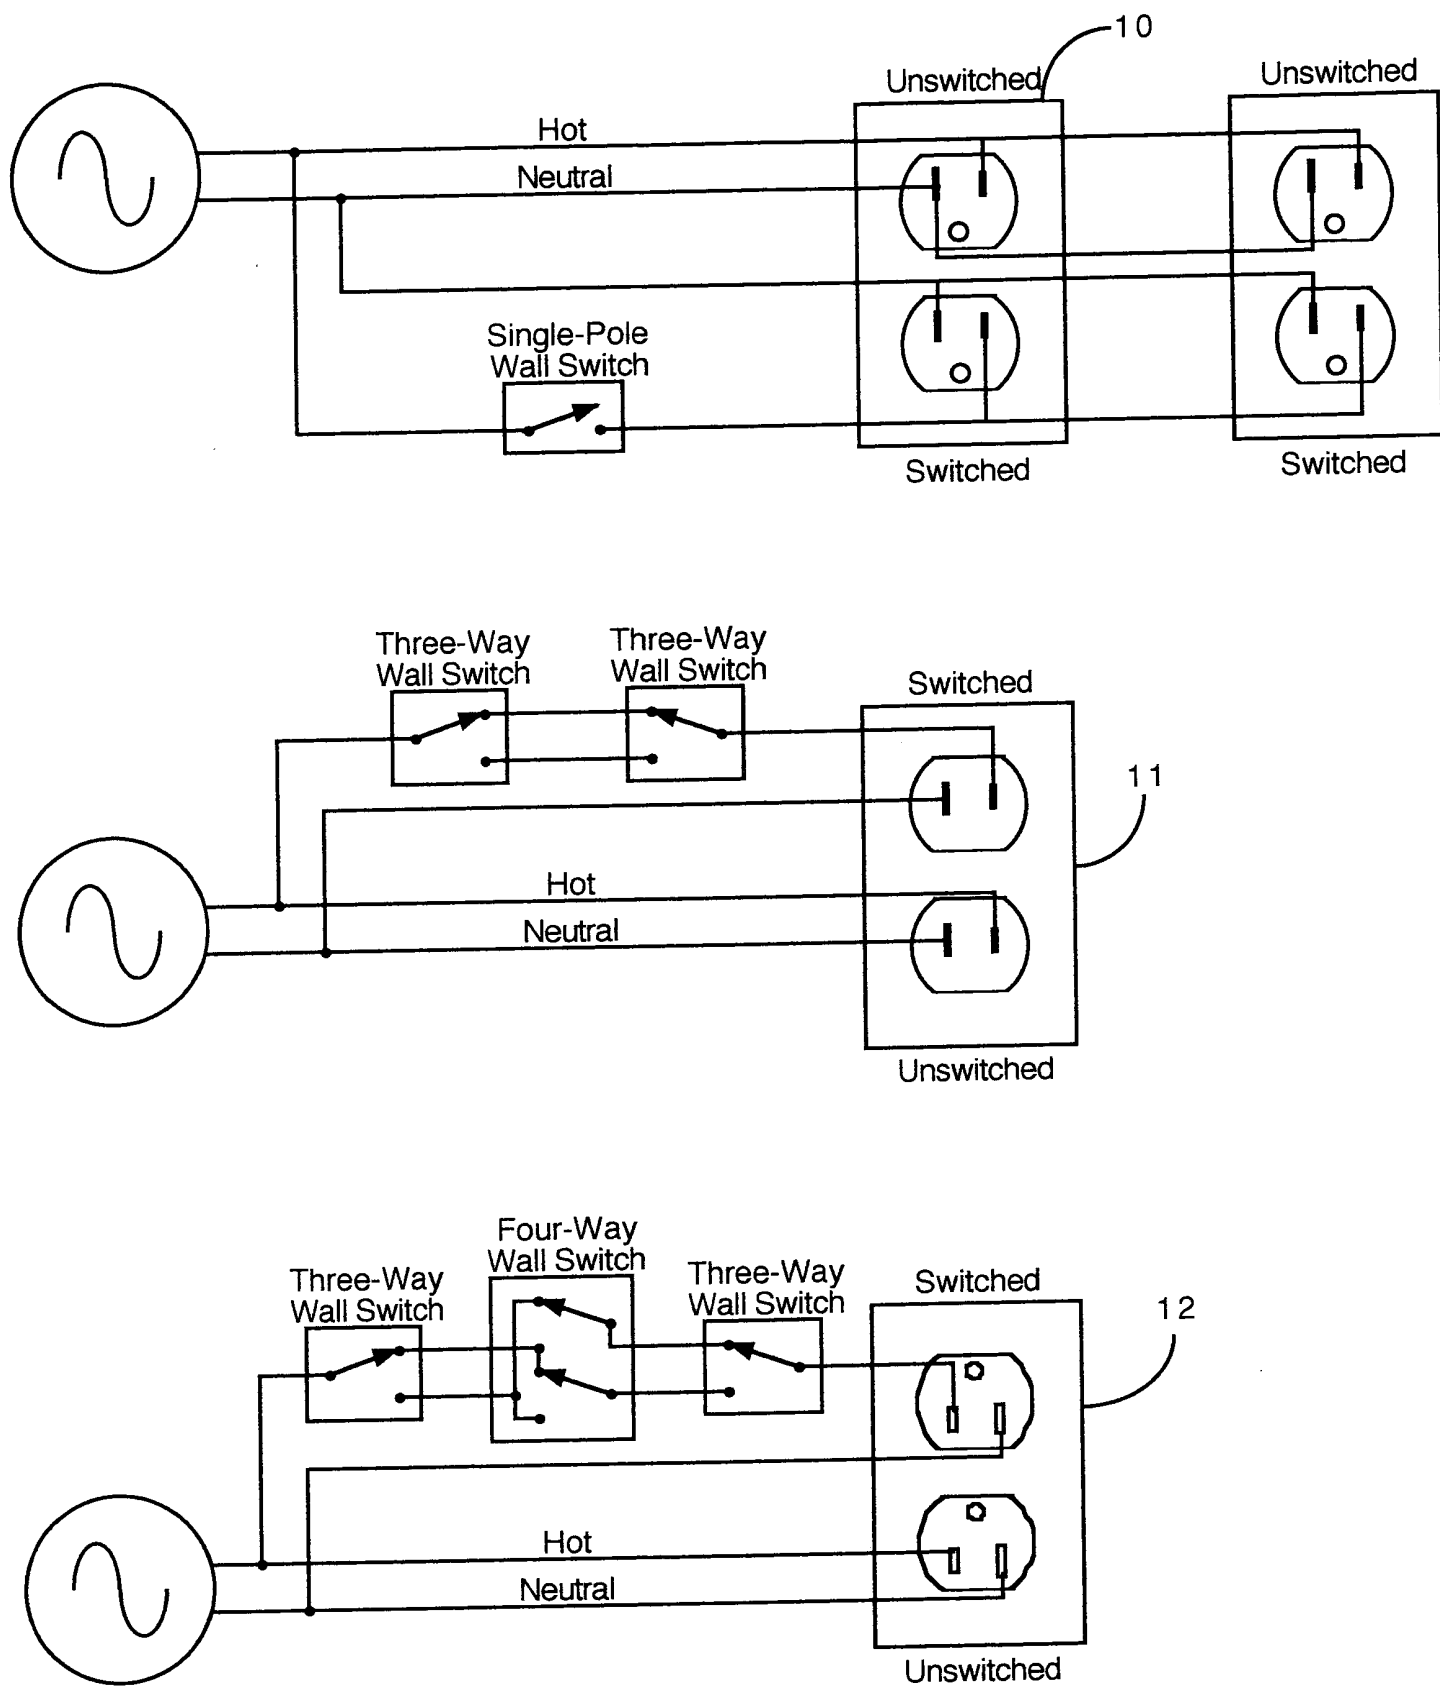 10
Unswitched
Unswitched
Hot
Neutral
Single-Pole
Wall Switch
Switched
Switched
Three-Way
Wall Switch
Three-Way
Wall Switch
Switched
11
Hot
Neutral
Unswitched
Four-Way
Wall Switch
Three-Way
Wall Switch
Three-Way
Wall Switch
Switched
12
Hot
Neutral
Unswitched